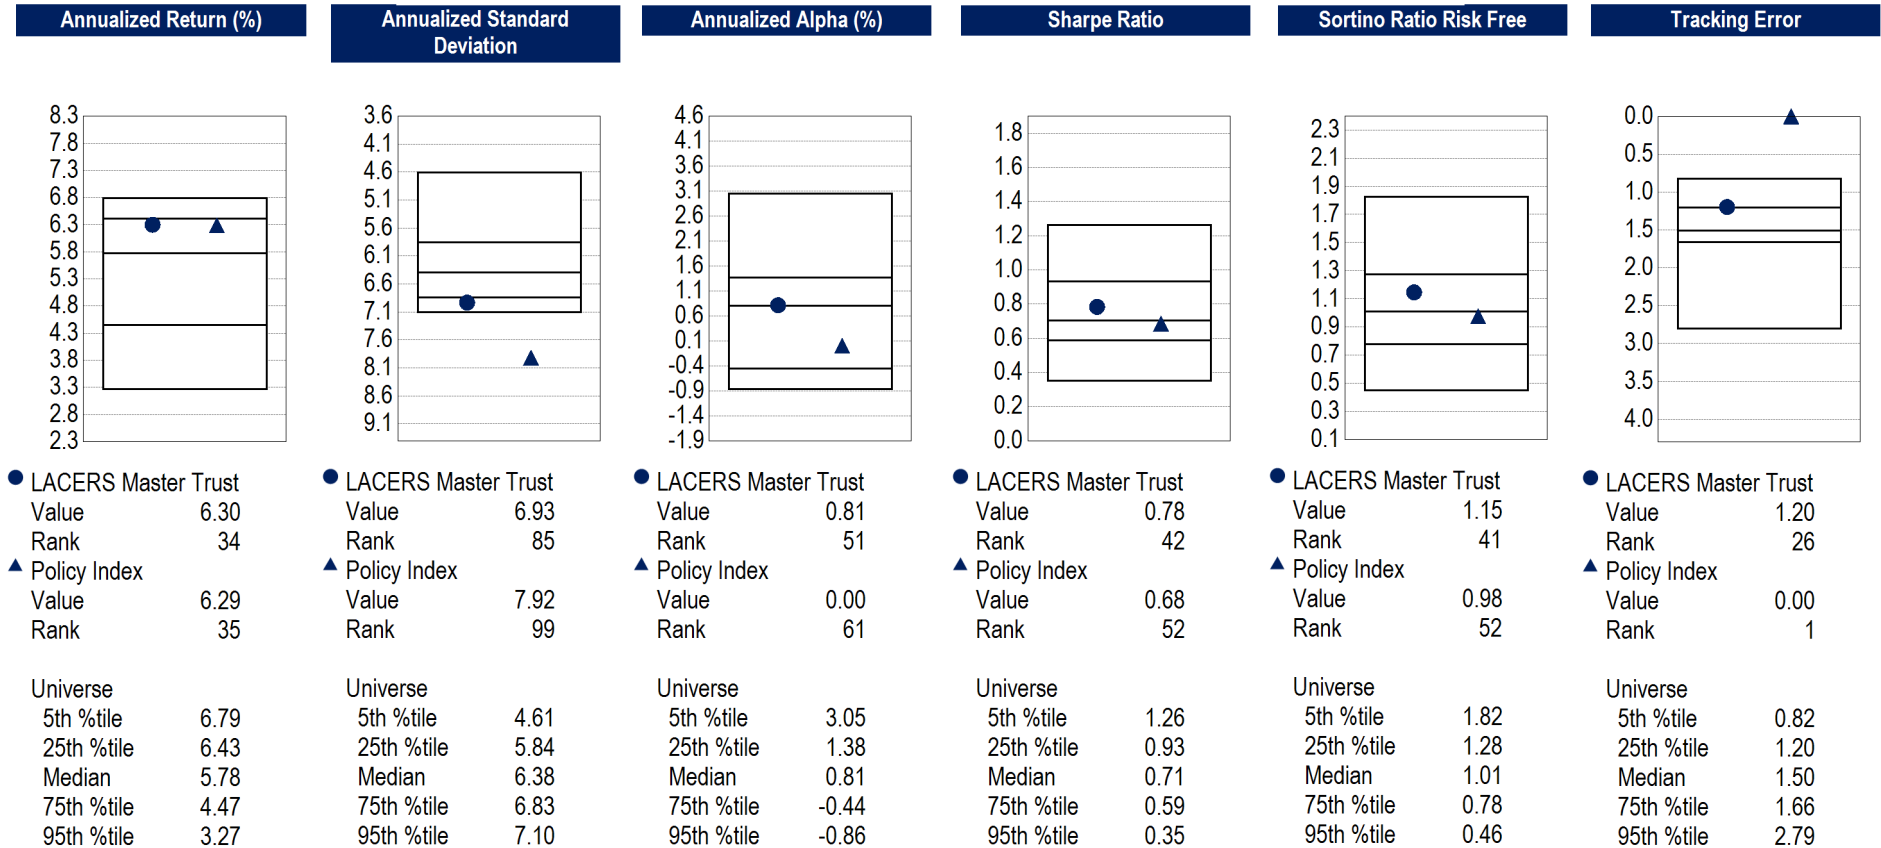 Annualized Return (%)
8.3
7.8
7.3
6.8
6.3
5.8
5.3
4.8
4.3
3.8
3.3
2.8
2.3
LACERS Master Trust
Value 6.30
Rank 34
Policy Index
Value 6.29
Rank 35
Universe
5th %tile 6.79
25th %tile 6.43
Median 5.78
75th %tile 4.47
95th %tile 3.27
Annualized Standard
Deviation
3.6
4.1
4.6
5.1
5.6
6.1
6.6
7.1
7.6
8.1
8.6
9.1
LACERS Master Trust
Value 6.93
Rank 85
Policy Index
Value 7.92
Rank 99
Universe
5th %tile 4.61
25th %tile 5.84
Median 6.38
75th %tile 6.83
95th %tile 7.10
Annualized Alpha (%)
4.6
4.1
3.6
3.1
2.6
2.1
1.6
1.1
0.6
0.1
-0.4
-0.9
-1.4
-1.9
LACERS Master Trust
Value 0.81
Rank 51
Policy Index
Value 0.00
Rank 61
Universe
5th %tile 3.05
25th %tile 1.38
Median 0.81
75th %tile -0.44
95th %tile -0.86
Sharpe Ratio
1.8
1.6
1.4
1.2
1.0
0.8
0.6
0.4
0.2
0.0
LACERS Master Trust
Value 0.78
Rank 42
Policy Index
Value 0.68
Rank 52
Universe
5th %tile 1.26
25th %tile 0.93
Median 0.71
75th %tile 0.59
95th %tile 0.35
Sortino Ratio Risk Free
2.3
2.1
1.9
1.7
1.5
1.3
1.1
0.9
0.7
0.5
0.3
0.1
LACERS Master Trust
Value 1.15
Rank 41
Policy Index
Value 0.98
Rank 52
Universe
5th %tile 1.82
25th %tile 1.28
Median 1.01
75th %tile 0.78
95th %tile 0.46
Tracking Error
0.0
0.5
1.0
1.5
2.0
2.5
3.0
3.5
4.0
LACERS Master Trust
Value 1.20
Rank 26
Policy Index
Value 0.00
Rank 1
Universe
5th %tile 0.82
25th %tile 1.20
Median 1.50
75th %tile 1.66
95th %tile 2.79